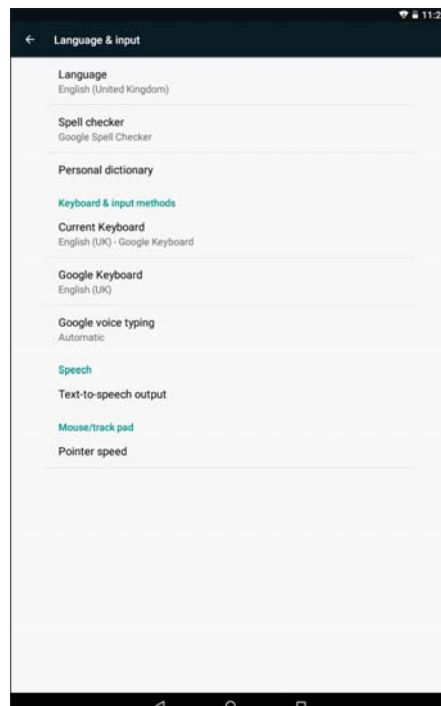 11:2
Language & input
Language
English (United Kingdom)
Spell checker
Google Spell Checker
Personal dictionary
Keyboard & input methods
Current Keyboard
English (UK) - Google Keyboard
Google Keyboard
English (UK)
Google voice typing
Automatic
Speech
Text-to-speech output
Mouse/track pad
Pointer speed